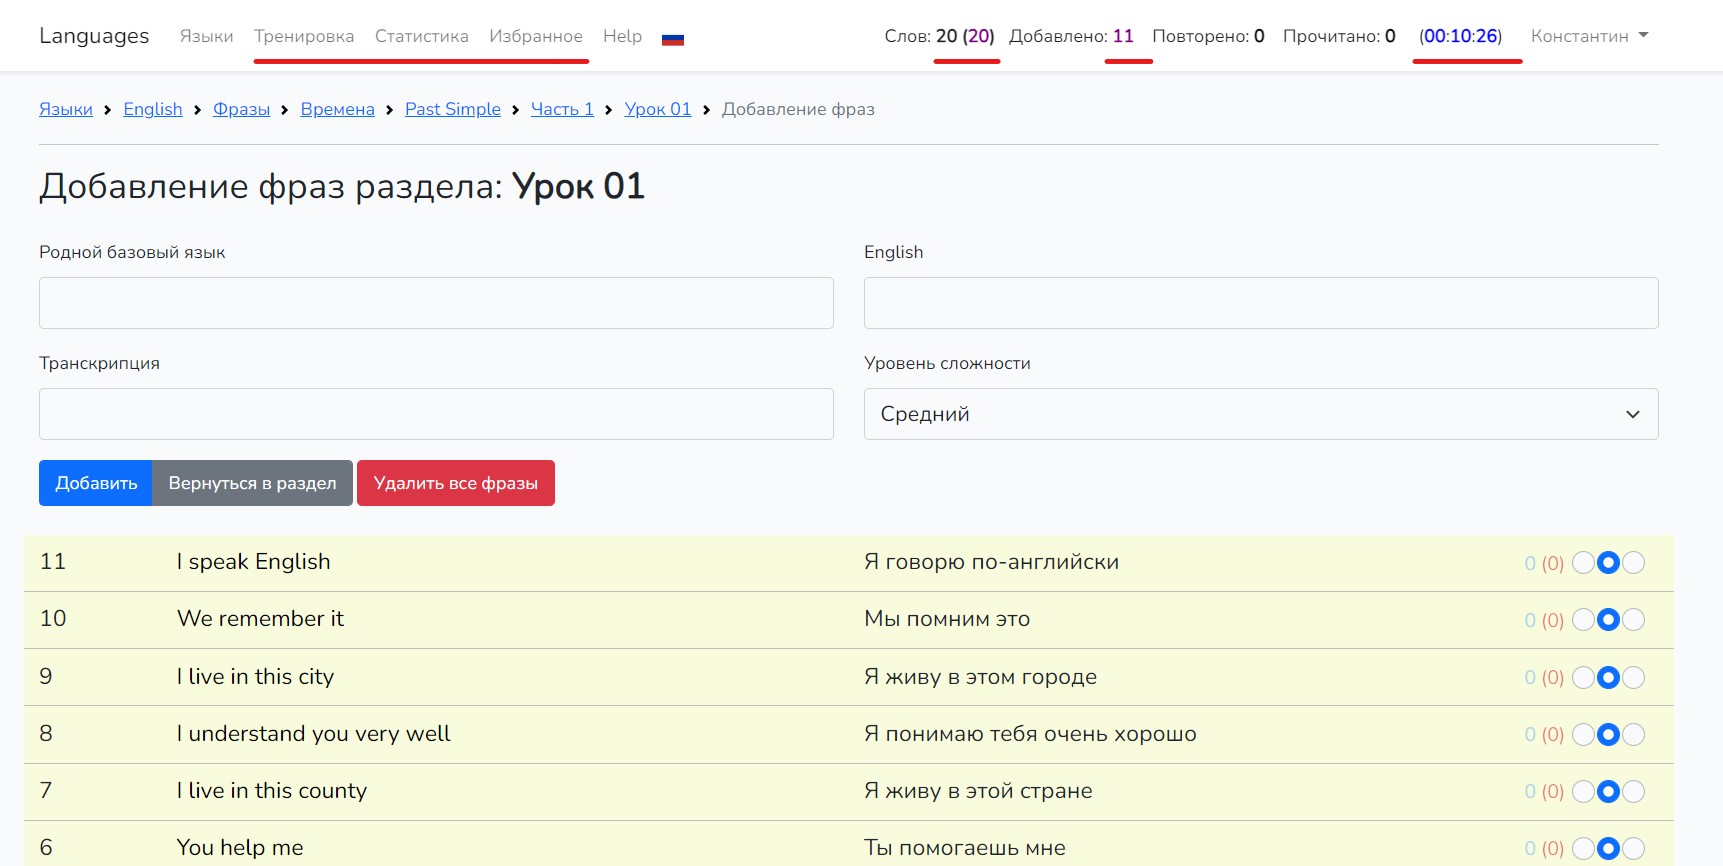 Languages Языки Тренировка Статистика Избранное Help Слов: 20 (20) Добавлено: 11 Повторено: 0 Прочитано: 0 (00:10:26) Константин
Языки > English > Фразы > Времена > Past Simple > Часть 1 > Урок 01 > Добавление фраз
Добавление фраз раздела: Урок 01
Родной базовый язык English
Транскрипция Уровень сложности
Средний
Добавить Вернуться в раздел Удалить все фразы
11 I speak English Я говорю по-английски 0 (0)
10 We remember it Мы помним это 0 (0)
9 I live in this city Я живу в этом городе 0 (0)
8 I understand you very well Я понимаю тебя очень хорошо 0 (0)
7 I live in this county Я живу в этой стране 0 (0)
6 You help me Ты помогаешь мне 0 (0)